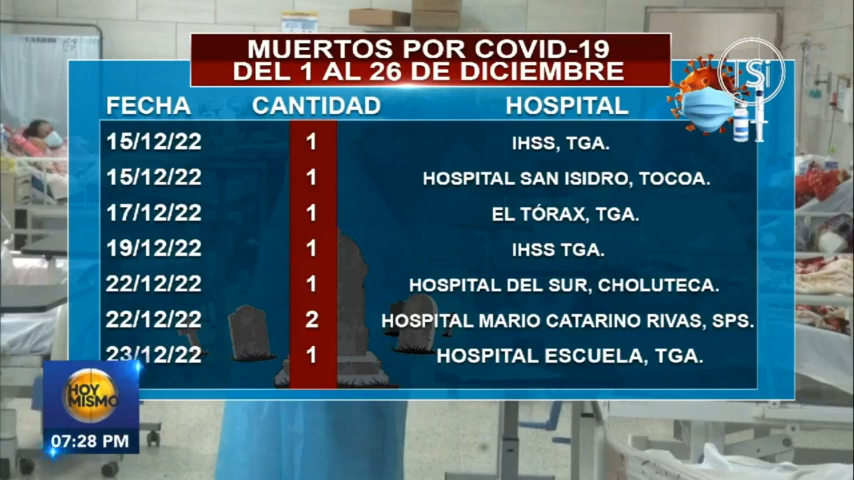 MUERTOS POR COVID-19
DEL 1 AL 26 DE DICIEMBRE
TSi
FECHA CANTIDAD HOSPITAL
15/12/22 1 IHSS, TGA.
15/12/22 1 HOSPITAL SAN ISIDRO, TOCOA.
17/12/22 1 EL TÓRAX, TGA.
19/12/22 1 IHSS TGA.
22/12/22 1 HOSPITAL DEL SUR, CHOLUTECA.
22/12/22 2 HOSPITAL MARIO CATARINO RIVAS, SPS.
23/12/22 1 HOSPITAL ESCUELA, TGA.
HOY
MISMO
07:28 PM